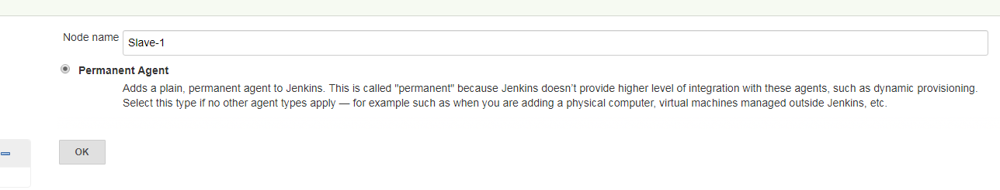 Node name Slave-1
Permanent Agent
Adds a plain, permanent agent to Jenkins. This is called "permanent" because Jenkins doesn't provide higher level of integration with these agents, such as dynamic provisioning.
Select this type if no other agent types apply — for example such as when you are adding a physical computer, virtual machines managed outside Jenkins, etc.
OK